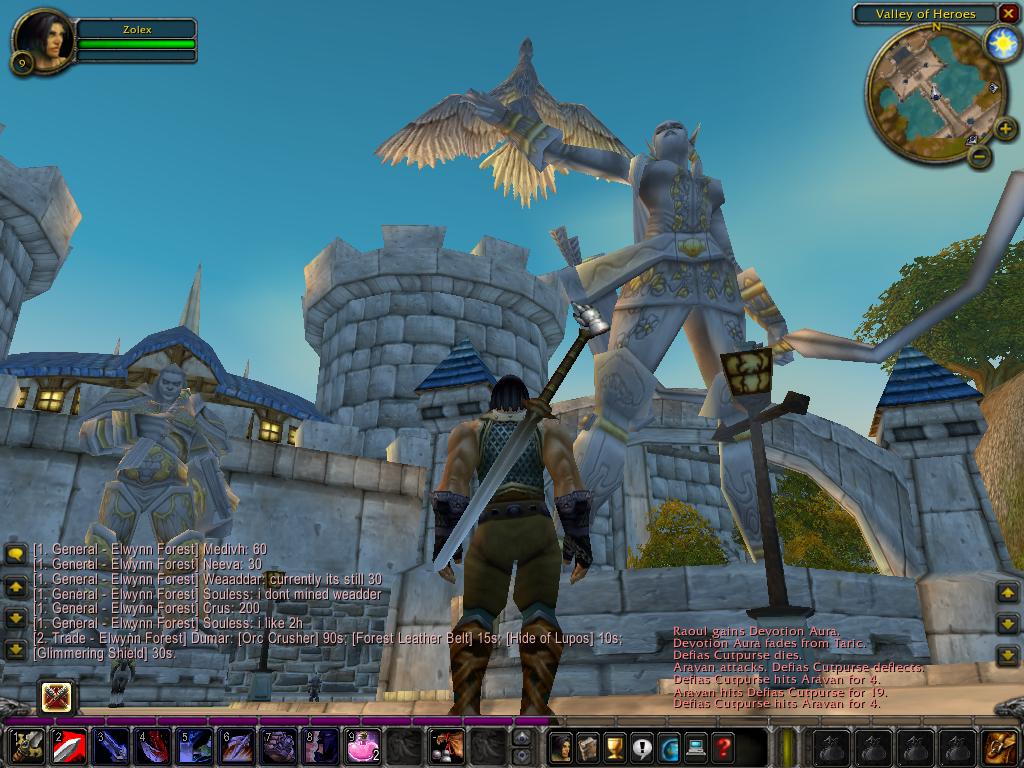 Zolex
9
Valley of Heroes
N
[1. General - Elwynn Forest] Medivh: 60
[1. General - Elwynn Forest] Neeva: 30
[1. General - Elwynn Forest] Weaaddar: currently its still 30
[1. General - Elwynn Forest] Souless: i dont mined weadder
[1. General - Elwynn Forest] Crus: 200
[1. General - Elwynn Forest] Souless: i like 2h
[2. Trade - Elwynn Forest] Dumar: [Orc Crusher] 90s: [Forest Leather Belt] 15s: [Hide of Lupos] 10s:
[Glimmering Shield] 30s.
Raoul gains Devotion Aura.
Devotion Aura fades from Taric.
Defias Cutpurse dies.
Aravan attacks. Defias Cutpurse deflects.
Defias Cutpurse hits Aravan for 4.
Aravan hits Defias Cutpurse for 19.
Defias Cutpurse hits Aravan for 4.
1 2 3 4 5 6 7 8 9 2